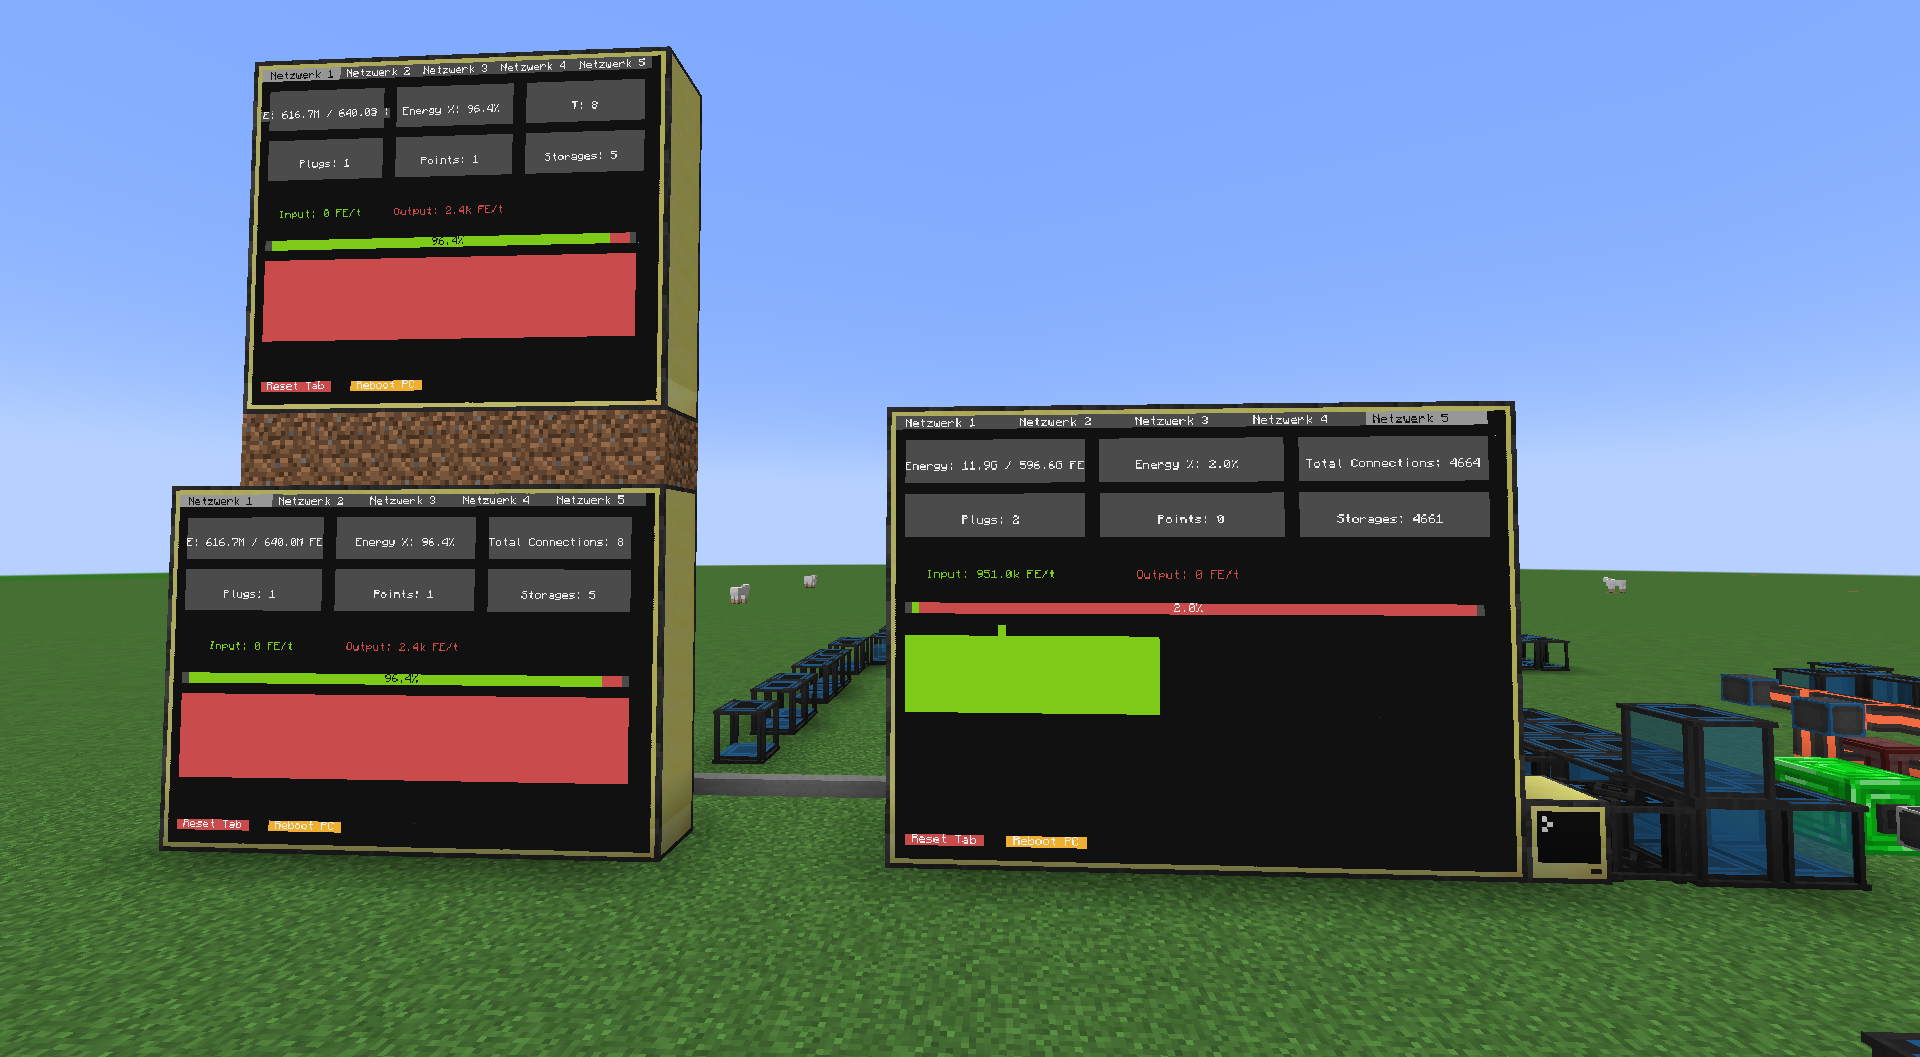 Netzwerk 1 Netzwerk 2 Netzwerk 3 Netzwerk 4 Netzwerk 5
E: 616.7M / 640.0
Energy %: 96.4%
T: 8
Plugs: 1
Points: 1
Storages: 5
Input: 0 FE/t
Output: 2.4k FE/t
96.4%
Reset Tab
Reboot PC
Netzwerk 1 Netzwerk 2 Netzwerk 3 Netzwerk 4 Netzwerk 5
E: 616.7M / 640.0M FE
Energy %: 96.4%
Total Connections: 8
Plugs: 1
Points: 1
Storages: 5
Input: 0 FE/t
Output: 2.4k FE/t
96.4%
Reset Tab
Reboot PC
Netzwerk 1 Netzwerk 2 Netzwerk 3 Netzwerk 4 Netzwerk 5
Energy: 11.9G / 596.6G FE
Energy %: 2.0%
Total Connections: 4664
Plugs: 2
Points: 0
Storages: 4661
Input: 951.0k FE/t
Output: 0 FE/t
2.0%
Reset Tab
Reboot PC